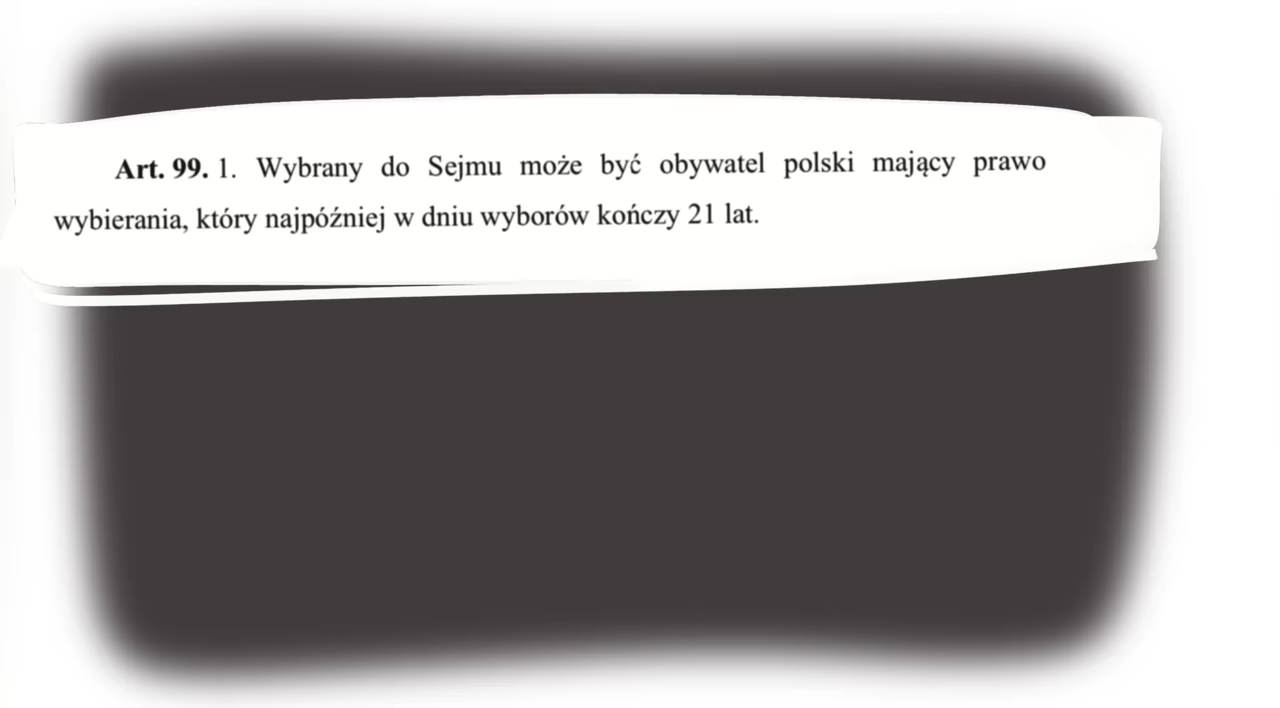 Art. 99. 1. Wybrany do Sejmu może być obywatel polski mający prawo
wybierania, który najpóźniej w dniu wyborów kończy 21 lat.